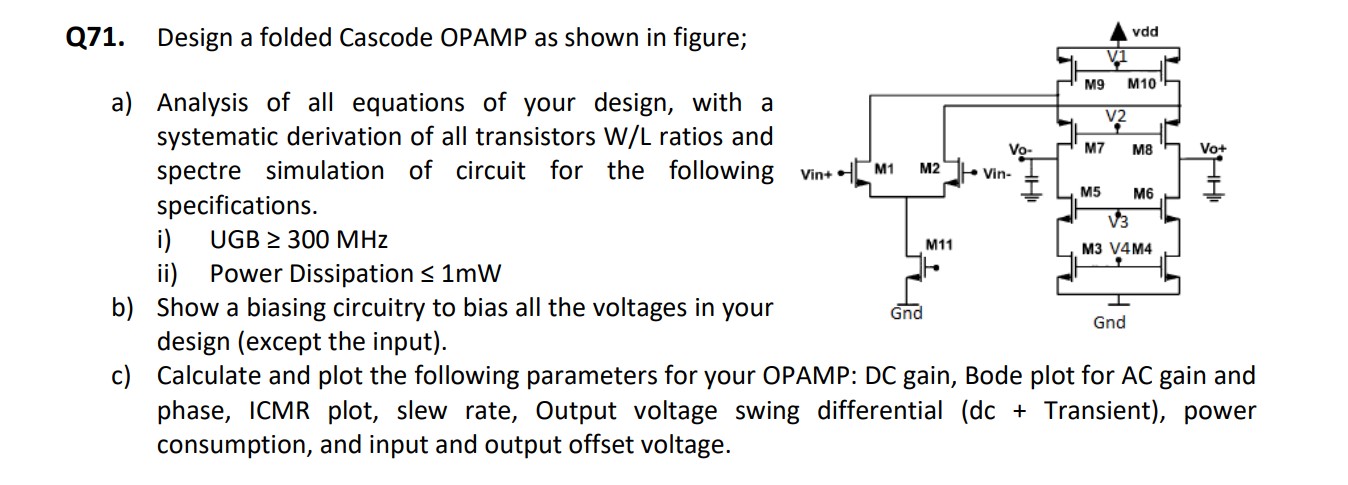 Q71. Design a folded Cascode OPAMP as shown in figure;
a) Analysis of all equations of your design, with a
systematic derivation of all transistors W/L ratios and
spectre simulation of circuit for the following
specifications.
i) UGB ≥ 300 MHz
ii) Power Dissipation ≤ 1mW
b) Show a biasing circuitry to bias all the voltages in your
design (except the input).
c) Calculate and plot the following parameters for your OPAMP: DC gain, Bode plot for AC gain and
phase, ICMR plot, slew rate, Output voltage swing differential (dc + Transient), power
consumption, and input and output offset voltage.
vdd
V1
M9 M10
V2
Vo- M7 M8 Vo+
Vin+ M1 M2 Vin-
M5 M6
V3
M11
M3 V4 M4
Gnd
Gnd